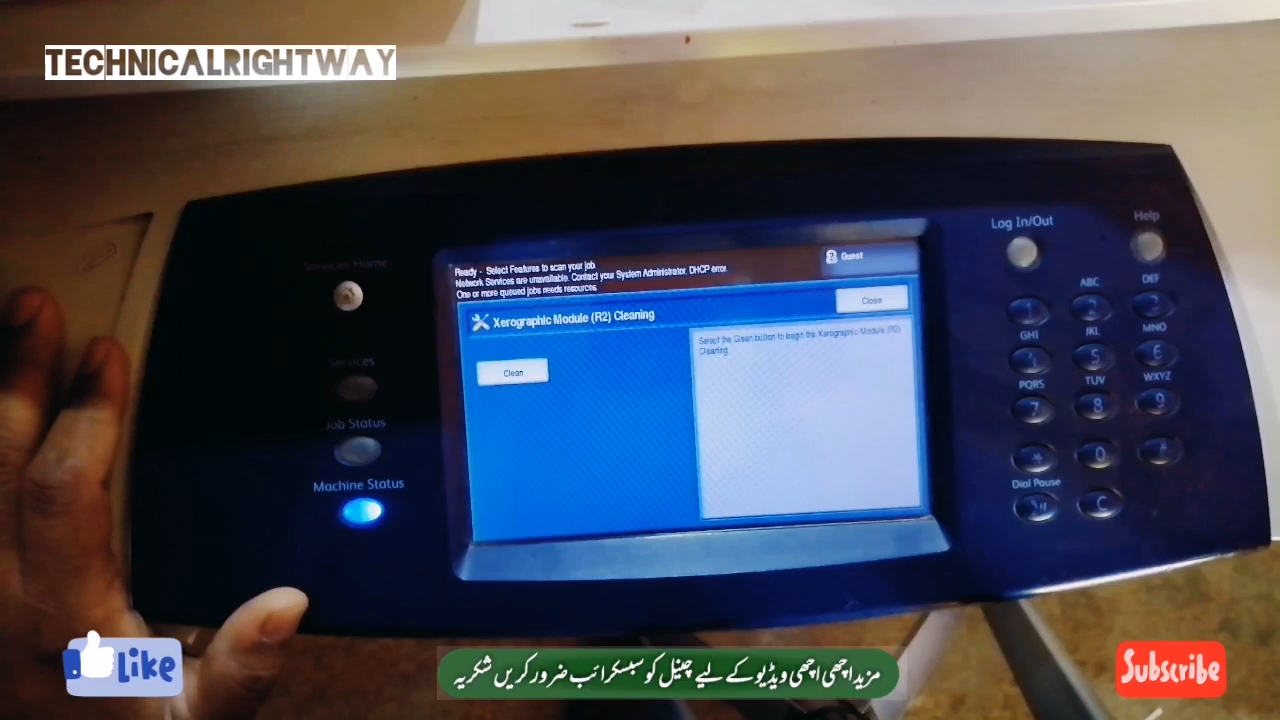 TECHNICALRIGHTWAY
Services Home
Services
Job Status
Machine Status
Ready - Select Features to scan your job
Network Services are unavailable. Contact your System Administrator. DHCP error.
One or more queued jobs needs resources.
Guest
Xerographic Module (R2) Cleaning
Close
Clean
Select the Clean button to begin the Xerographic Module (R2)
Cleaning.
Log In/Out
Help
ABC
DEF
1
2
3
GHI
JKL
MNO
4
5
6
PQRS
TUV
WXYZ
7
8
9
*
0
#
Dial Pause
C
Like
مزید اچھی اچھی ویڈیو کے لیے چینل کو سبسکرائب ضرور کریں شکریہ
Subscribe